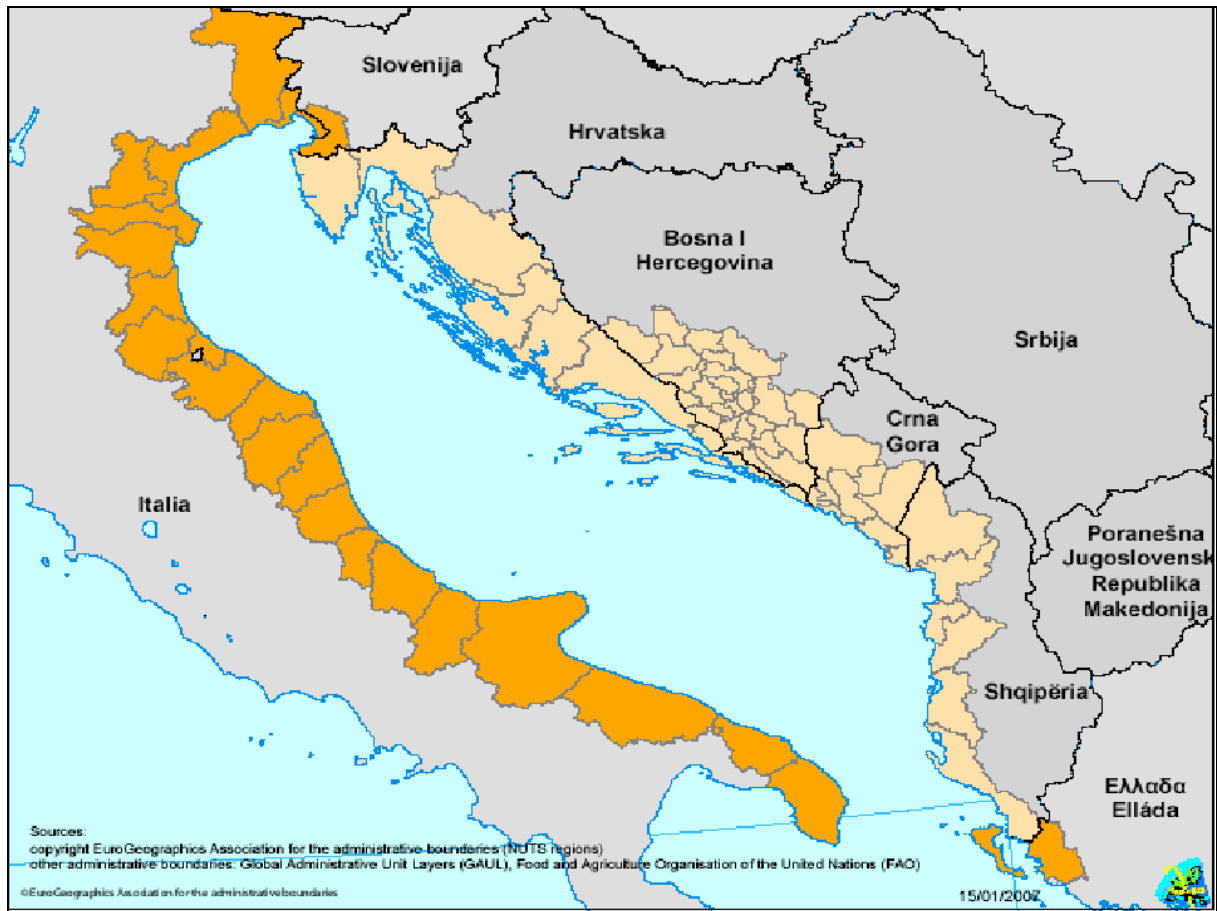 Slovenija
Hrvatska
Bosna I
Hercegovina
Srbija
Crna
Gora
Italia
Poranešna
Jugoslovensk
Republika
Makedonija
Shqipëria
Ελλαδα
Elláda
Sources:
copyright EuroGeographics Association for the administrative boundaries (NUTS regions)
other administrative boundaries: Global Administrative Unit Layers (GAUL), Food and Agriculture Organisation of the United Nations (FAO)
©EuroGeographics Association for the administrative boundaries
15/01/2007